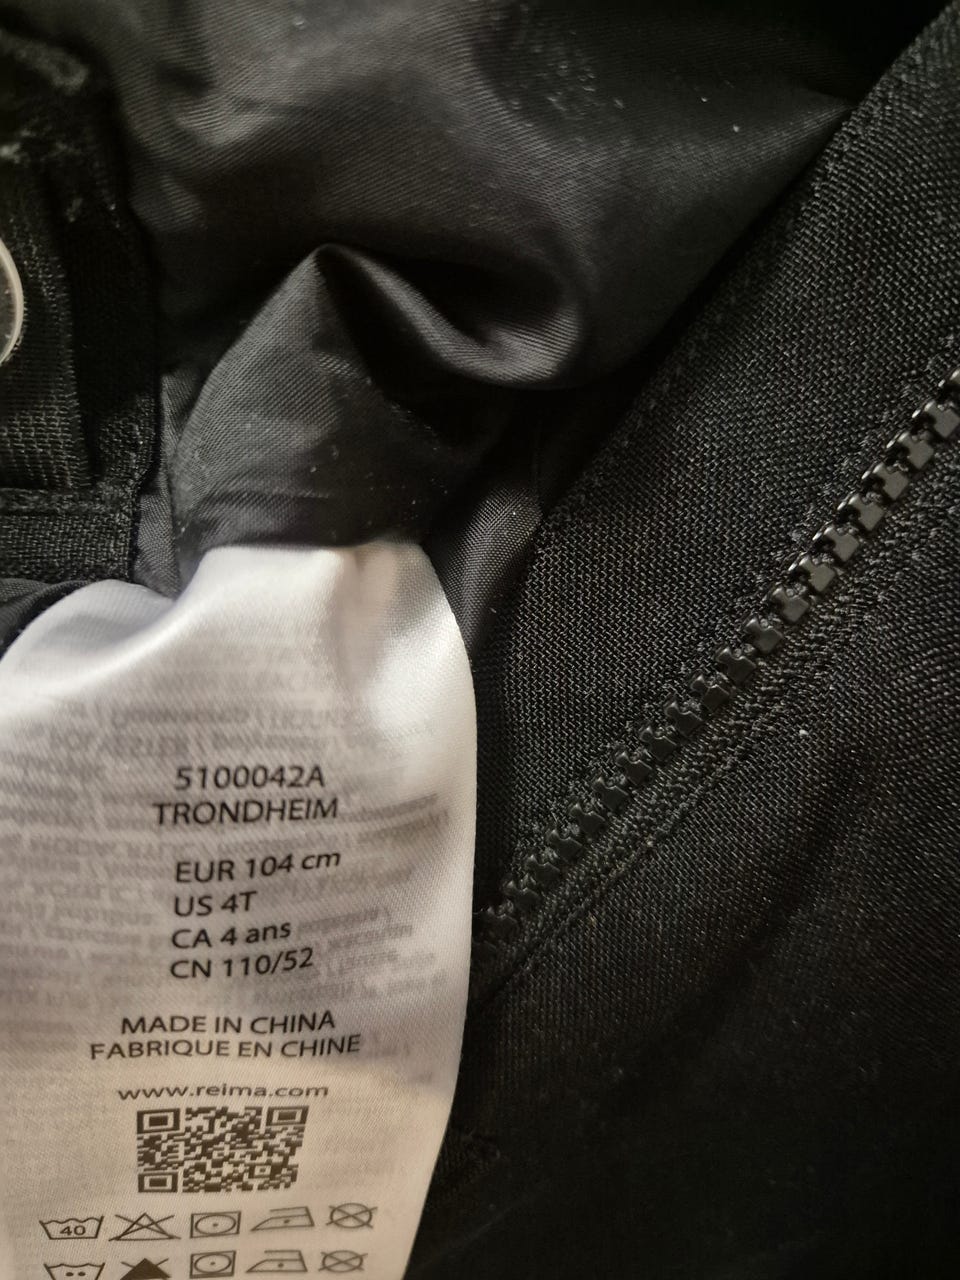 5100042A
TRONDHEIM
EUR 104 cm
US 4T
CA 4 ans
CN 110/52
MADE IN CHINA
FABRIQUE EN CHINE
www.reima.com
40